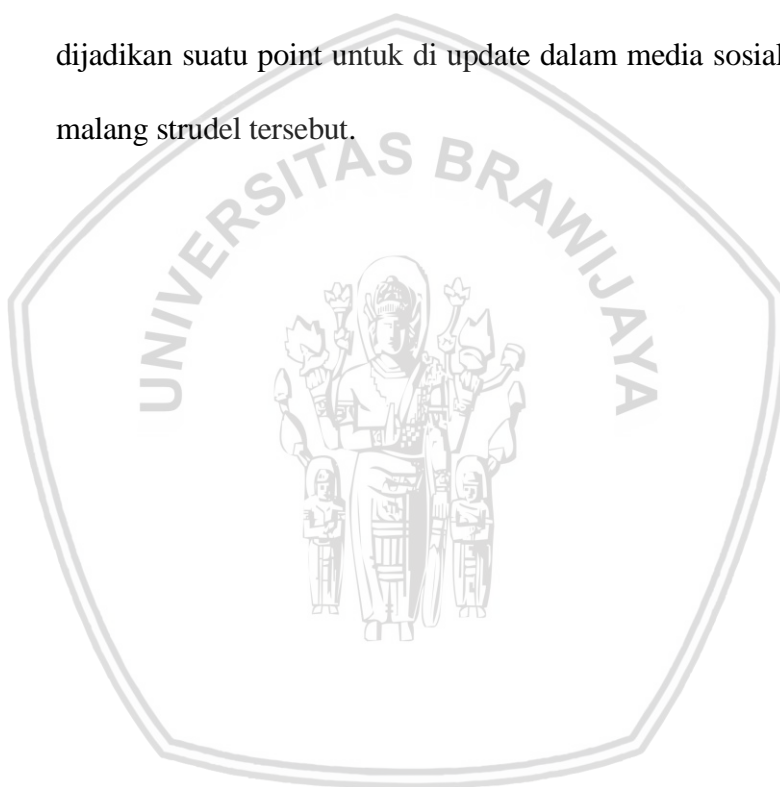 dijadikan suatu point untuk di update dalam media sosial
malang strudel tersebut.
UNIVERSITAS BRAWIJAYA